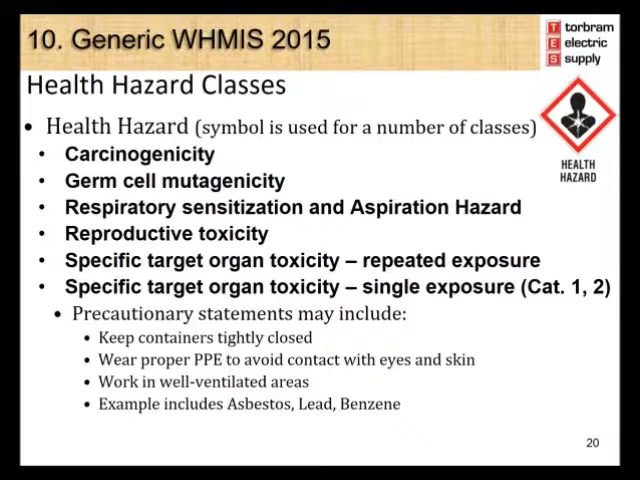 10. Generic WHMIS 2015
T torbram
E electric
S supply
Health Hazard Classes
• Health Hazard (symbol is used for a number of classes)
HEALTH
HAZARD
• Carcinogenicity
• Germ cell mutagenicity
• Respiratory sensitization and Aspiration Hazard
• Reproductive toxicity
• Specific target organ toxicity – repeated exposure
• Specific target organ toxicity – single exposure (Cat. 1, 2)
• Precautionary statements may include:
• Keep containers tightly closed
• Wear proper PPE to avoid contact with eyes and skin
• Work in well-ventilated areas
• Example includes Asbestos, Lead, Benzene
20